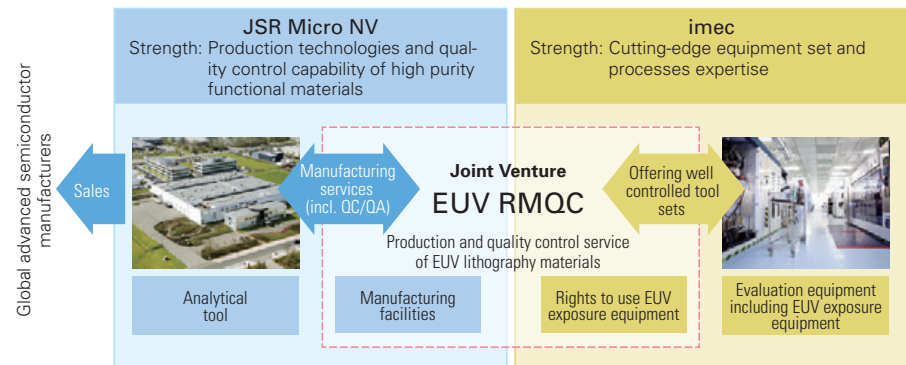 JSR Micro NV
Strength: Production technologies and qual-
ity control capability of high purity
functional materials
imec
Strength: Cutting-edge equipment set and
processes expertise
Global advanced semiconductor
manufacturers
Sales
Manufacturing
services
(incl. QC/QA)
Joint Venture
EUV RMQC
Production and quality control service
of EUV lithography materials
Offering well
controlled tool
sets
Analytical
tool
Manufacturing
facilities
Rights to use EUV
exposure equipment
Evaluation equipment
including EUV exposure
equipment